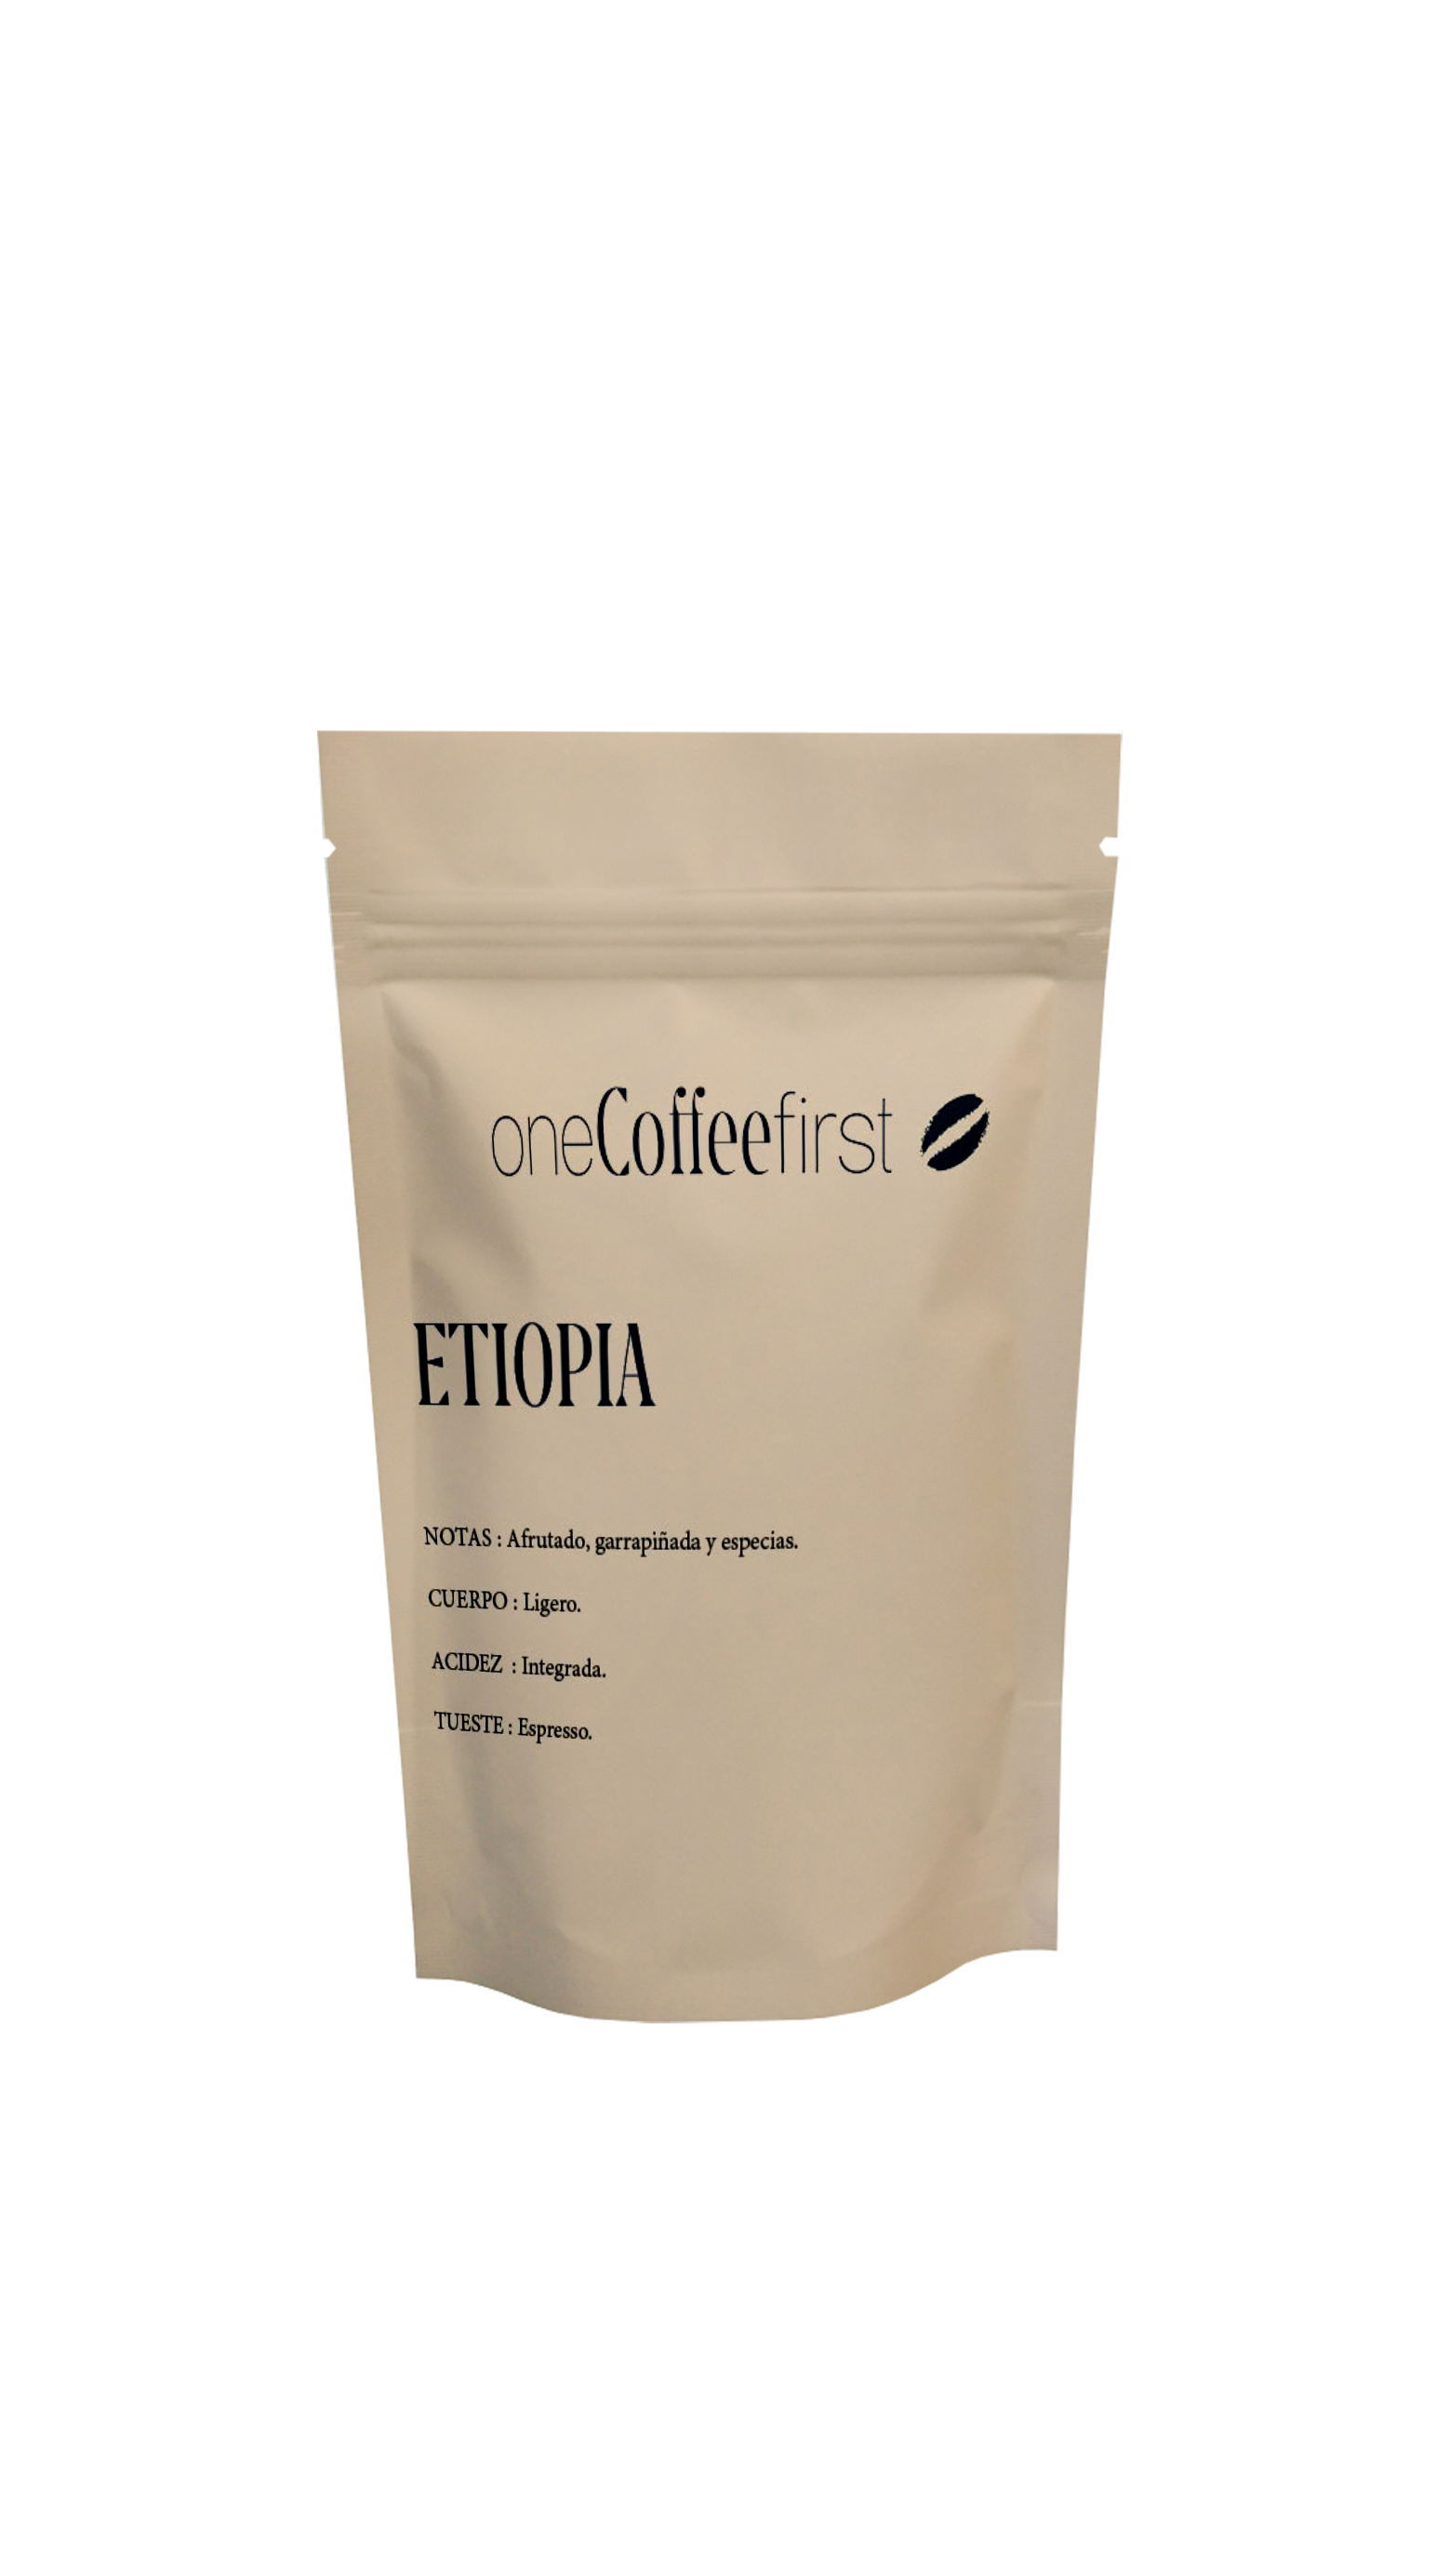 oneCoffeefirst
ETIOPIA
NOTAS : Afrutado, garrapiñada y especias.
CUERPO : Ligero.
ACIDEZ : Integrada.
TUESTE : Espresso.